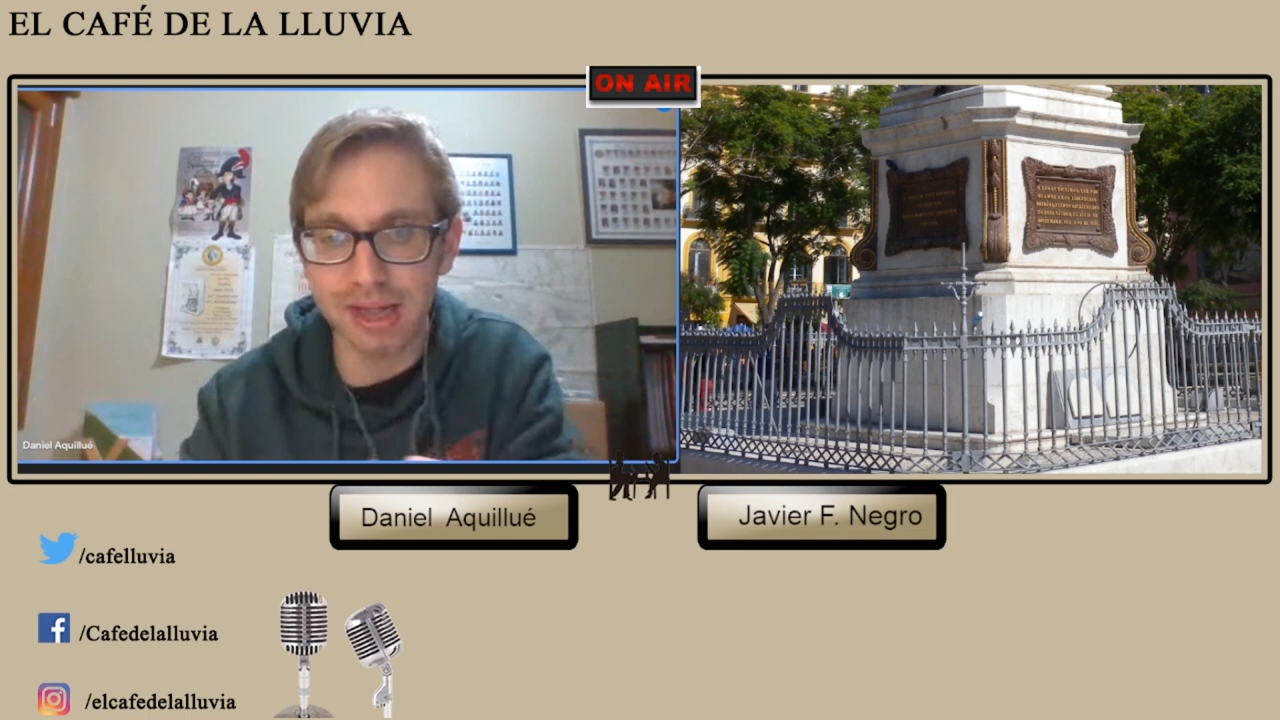 EL CAFÉ DE LA LLUVIA
ON AIR
Daniel Aquillué
Daniel Aquillué
Javier F. Negro
/cafelluvia
/Cafedelalluvia
/elcafedelalluvia